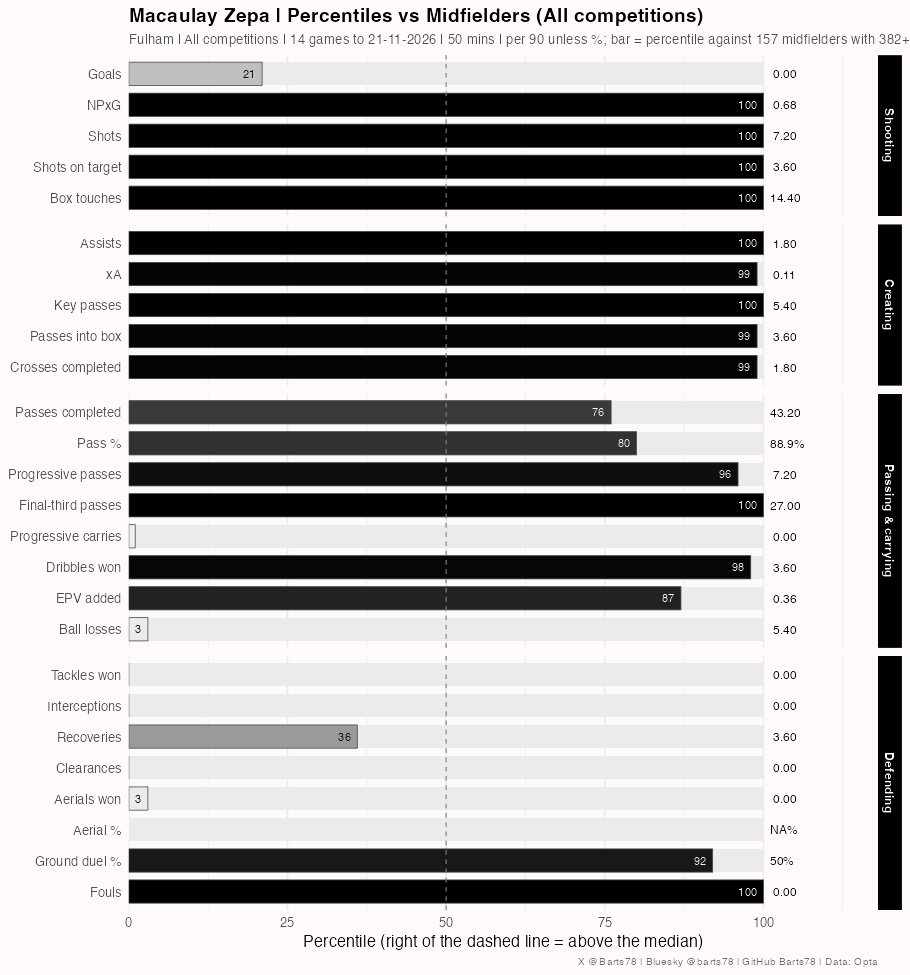 Macaulay Zepa | Percentiles vs Midfielders (All competitions)
Fulham | All competitions | 14 games to 21-11-2026 | 50 mins | per 90 unless %; bar = percentile against 157 midfielders with 382+
Goals 21 0.00
NPxG 100 0.68
Shots 100 7.20
Shots on target 100 3.60
Box touches 100 14.40
Shooting
Assists 100 1.80
xA 99 0.11
Key passes 100 5.40
Passes into box 99 3.60
Crosses completed 99 1.80
Creating
Passes completed 76 43.20
Pass % 80 88.9%
Progressive passes 96 7.20
Final-third passes 100 27.00
Progressive carries 0.00
Dribbles won 98 3.60
EPV added 87 0.36
Ball losses 3 5.40
Passing & carrying
Tackles won 0.00
Interceptions 0.00
Recoveries 36 3.60
Clearances 0.00
Aerials won 3 0.00
Aerial % NA%
Ground duel % 92 50%
Fouls 100 0.00
Defending
0 25 50 75 100
Percentile (right of the dashed line = above the median)
X @Barts78 | Bluesky @barts78 | GitHub Barts78 | Data: Opta